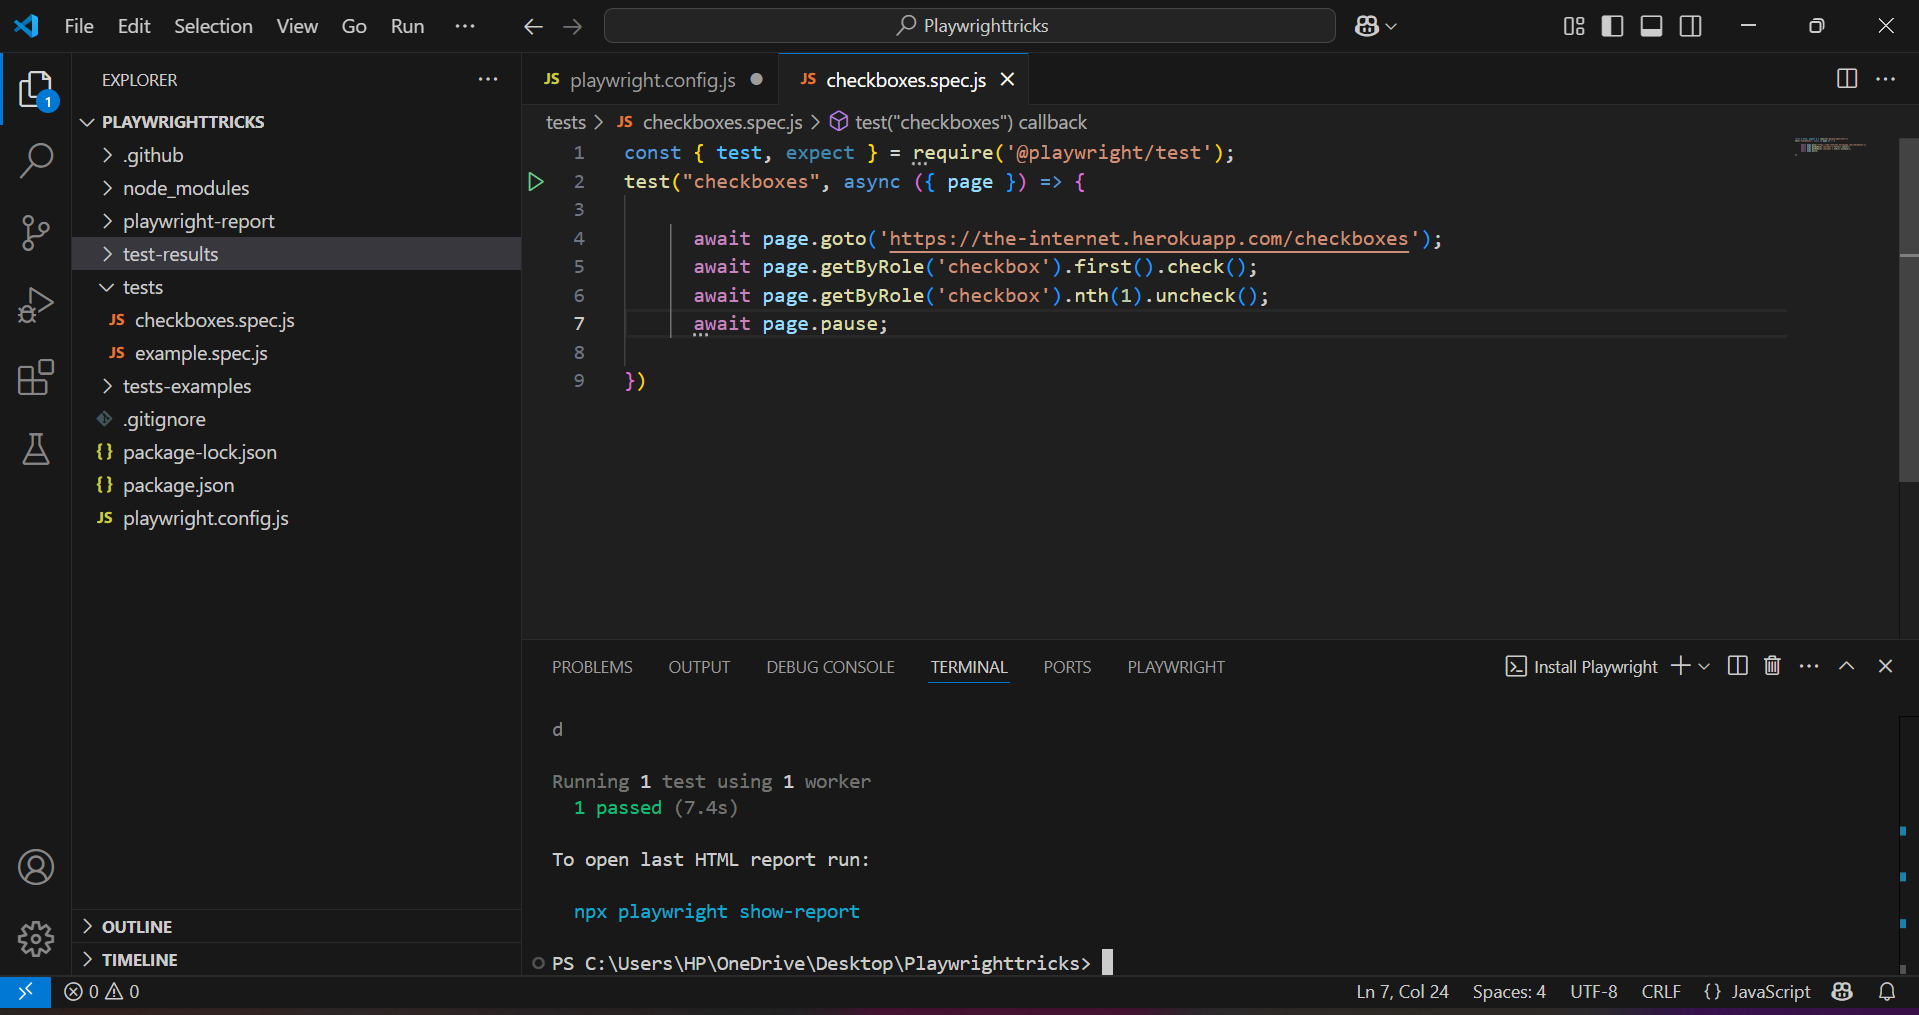 File Edit Selection View Go Run ···
Playwrighttricks
EXPLORER
1
PLAYWRIGHTTRICKS
.github
node_modules
playwright-report
test-results
tests
JS checkboxes.spec.js
JS example.spec.js
tests-examples
.gitignore
{} package-lock.json
{} package.json
JS playwright.config.js
OUTLINE
TIMELINE
JS playwright.config.js
JS checkboxes.spec.js
tests > JS checkboxes.spec.js > test("checkboxes") callback
1 const { test, expect } = require('@playwright/test');
2 test("checkboxes", async ({ page }) => {
3
4 await page.goto('https://the-internet.herokuapp.com/checkboxes');
5 await page.getByRole('checkbox').first().check();
6 await page.getByRole('checkbox').nth(1).uncheck();
7 await page.pause;
8
9 })
PROBLEMS OUTPUT DEBUG CONSOLE TERMINAL PORTS PLAYWRIGHT
Install Playwright
d
Running 1 test using 1 worker
1 passed (7.4s)
To open last HTML report run:
npx playwright show-report
PS C:\Users\HP\OneDrive\Desktop\Playwrighttricks>
0 0
Ln 7, Col 24 Spaces: 4 UTF-8 CRLF {} JavaScript